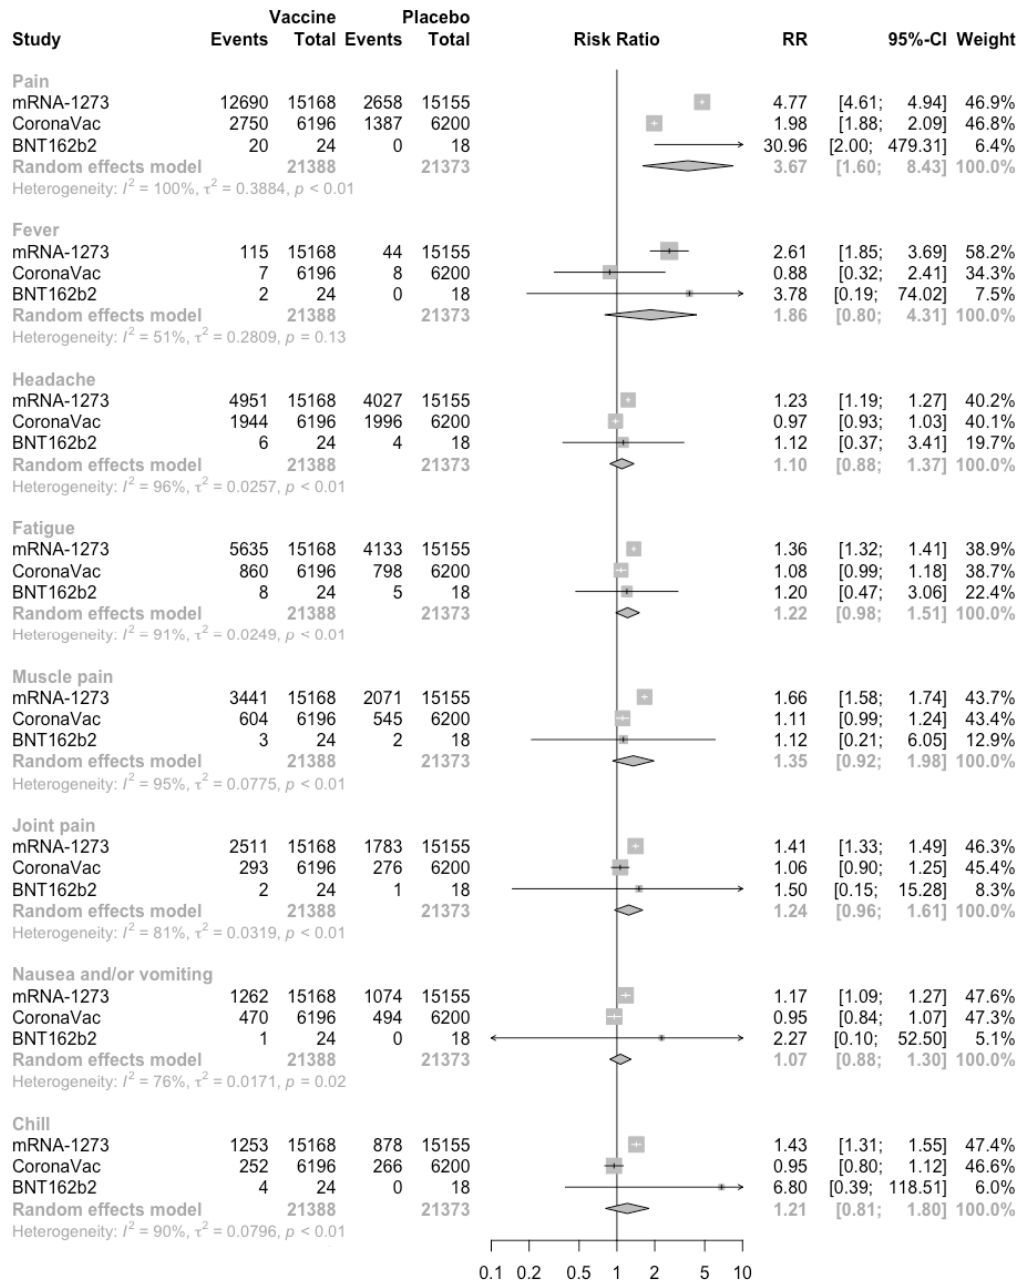 Vaccine Placebo
Study Events Total Events Total Risk Ratio RR 95%-CI Weight
Pain
mRNA-1273 12690 15168 2658 15155 4.77 [4.61; 4.94] 46.9%
CoronaVac 2750 6196 1387 6200 1.98 [1.88; 2.09] 46.8%
BNT162b2 20 24 0 18 30.96 [2.00; 479.31] 6.4%
Random effects model 21388 21373 3.67 [1.60; 8.43] 100.0%
Heterogeneity: I² = 100%, τ² = 0.3884, p < 0.01
Fever
mRNA-1273 115 15168 44 15155 2.61 [1.85; 3.69] 58.2%
CoronaVac 7 6196 8 6200 0.88 [0.32; 2.41] 34.3%
BNT162b2 2 24 0 18 3.78 [0.19; 74.02] 7.5%
Random effects model 21388 21373 1.86 [0.80; 4.31] 100.0%
Heterogeneity: I² = 51%, τ² = 0.2809, p = 0.13
Headache
mRNA-1273 4951 15168 4027 15155 1.23 [1.19; 1.27] 40.2%
CoronaVac 1944 6196 1996 6200 0.97 [0.93; 1.03] 40.1%
BNT162b2 6 24 4 18 1.12 [0.37; 3.41] 19.7%
Random effects model 21388 21373 1.10 [0.88; 1.37] 100.0%
Heterogeneity: I² = 96%, τ² = 0.0257, p < 0.01
Fatigue
mRNA-1273 5635 15168 4133 15155 1.36 [1.32; 1.41] 38.9%
CoronaVac 860 6196 798 6200 1.08 [0.99; 1.18] 38.7%
BNT162b2 8 24 5 18 1.20 [0.47; 3.06] 22.4%
Random effects model 21388 21373 1.22 [0.98; 1.51] 100.0%
Heterogeneity: I² = 91%, τ² = 0.0249, p < 0.01
Muscle pain
mRNA-1273 3441 15168 2071 15155 1.66 [1.58; 1.74] 43.7%
CoronaVac 604 6196 545 6200 1.11 [0.99; 1.24] 43.4%
BNT162b2 3 24 2 18 1.12 [0.21; 6.05] 12.9%
Random effects model 21388 21373 1.35 [0.92; 1.98] 100.0%
Heterogeneity: I² = 95%, τ² = 0.0775, p < 0.01
Joint pain
mRNA-1273 2511 15168 1783 15155 1.41 [1.33; 1.49] 46.3%
CoronaVac 293 6196 276 6200 1.06 [0.90; 1.25] 45.4%
BNT162b2 2 24 1 18 1.50 [0.15; 15.28] 8.3%
Random effects model 21388 21373 1.24 [0.96; 1.61] 100.0%
Heterogeneity: I² = 81%, τ² = 0.0319, p < 0.01
Nausea and/or vomiting
mRNA-1273 1262 15168 1074 15155 1.17 [1.09; 1.27] 47.6%
CoronaVac 470 6196 494 6200 0.95 [0.84; 1.07] 47.3%
BNT162b2 1 24 0 18 2.27 [0.10; 52.50] 5.1%
Random effects model 21388 21373 1.07 [0.88; 1.30] 100.0%
Heterogeneity: I² = 76%, τ² = 0.0171, p = 0.02
Chill
mRNA-1273 1253 15168 878 15155 1.43 [1.31; 1.55] 47.4%
CoronaVac 252 6196 266 6200 0.95 [0.80; 1.12] 46.6%
BNT162b2 4 24 0 18 6.80 [0.39; 118.51] 6.0%
Random effects model 21388 21373 1.21 [0.81; 1.80] 100.0%
Heterogeneity: I² = 90%, τ² = 0.0796, p < 0.01
0.1 0.2 0.5 1 2 5 10